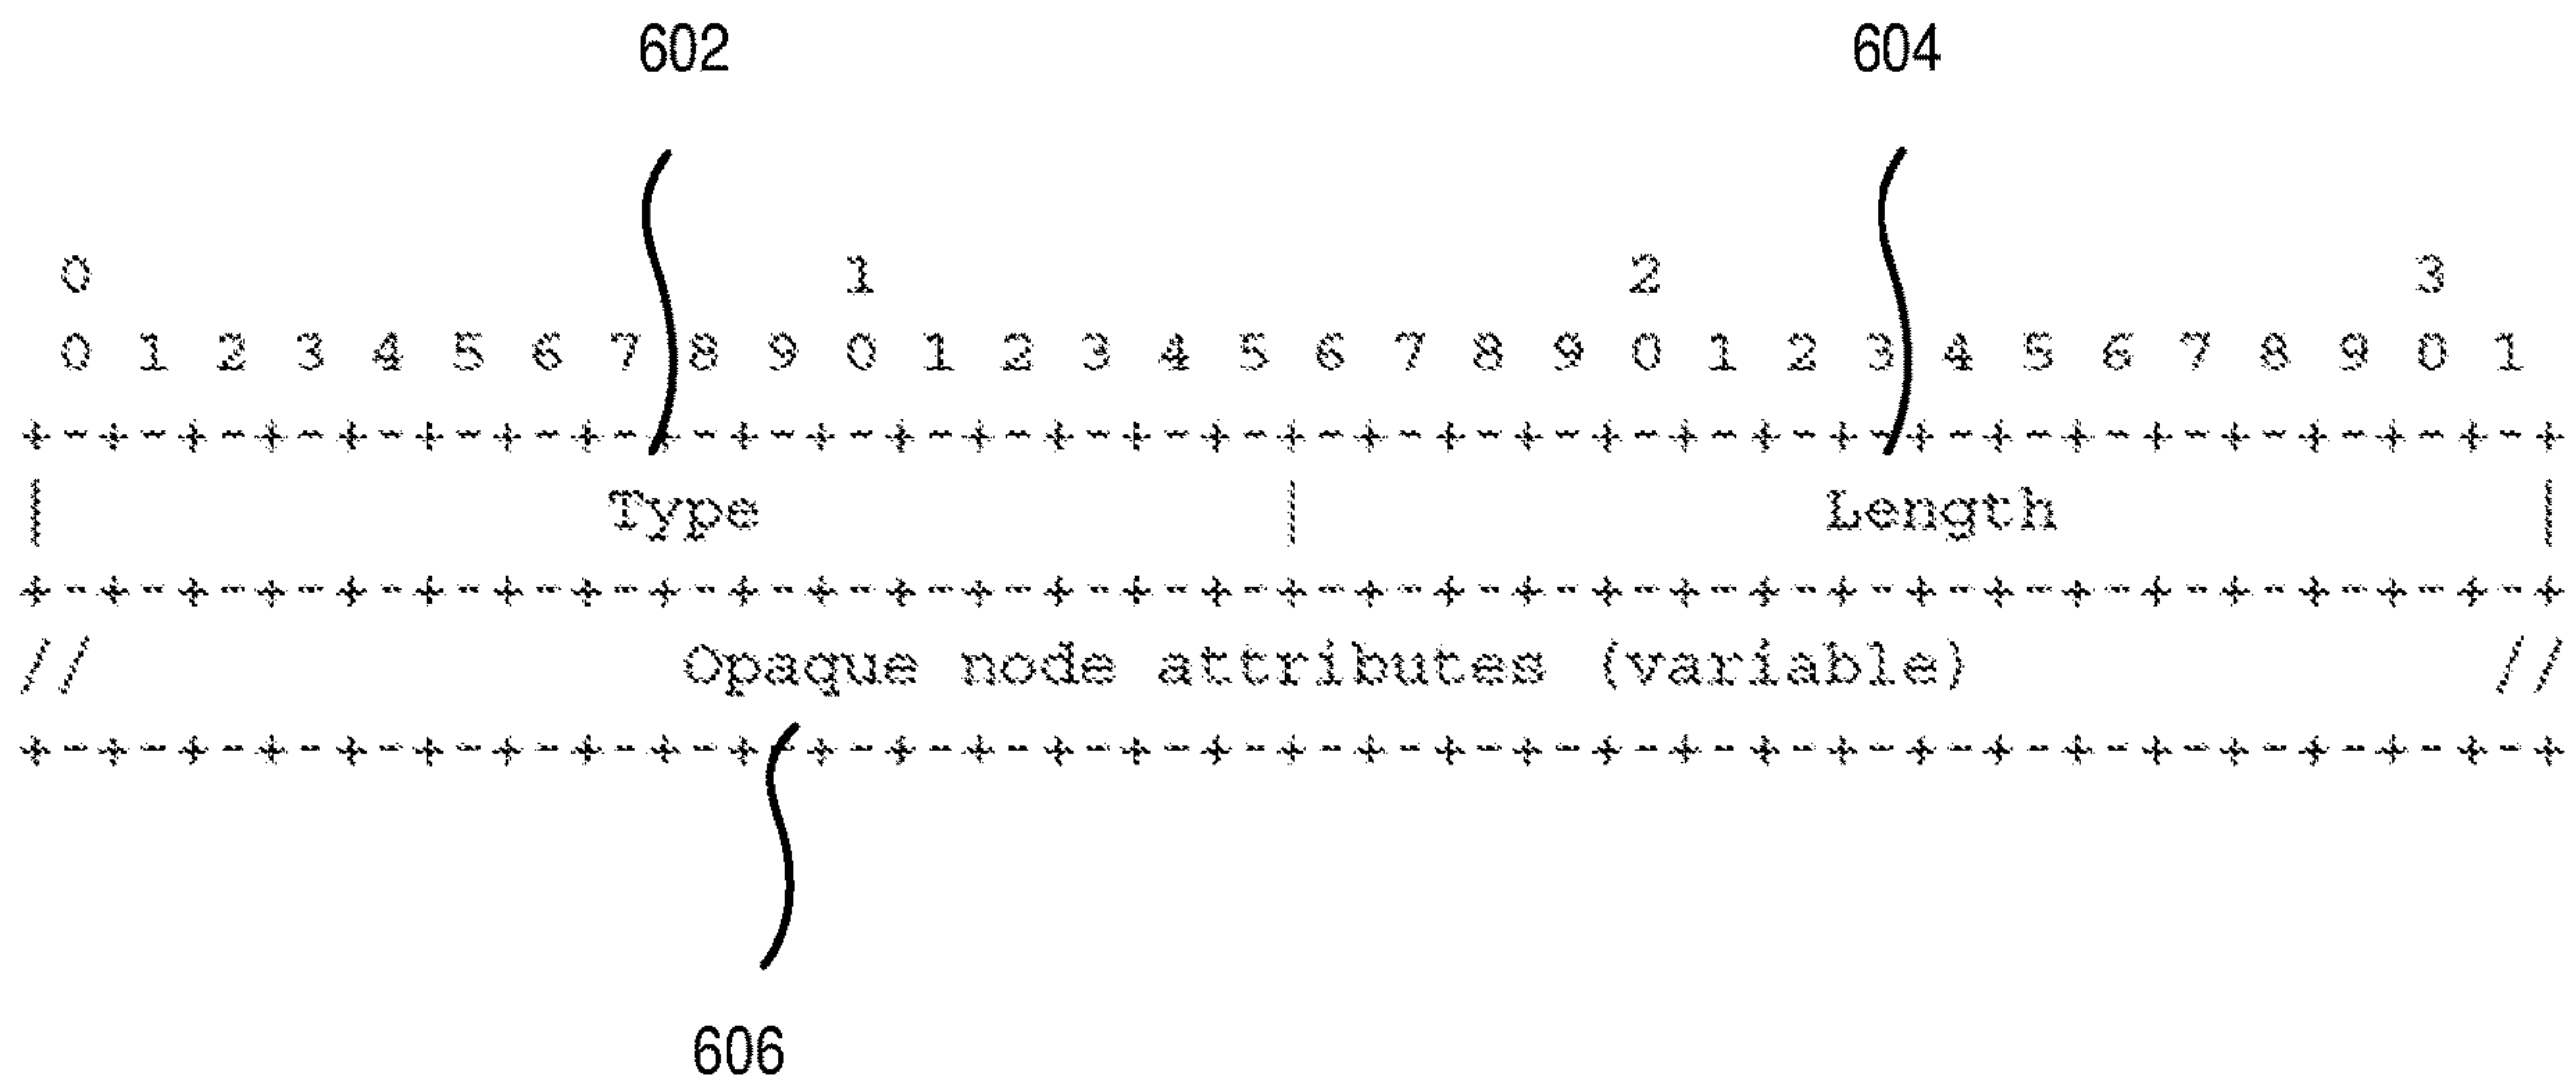 602 604
0 1 2 3
0 1 2 3 4 5 6 7 8 9 0 1 2 3 4 5 6 7 8 9 0 1 2 3 4 5 6 7 8 9 0 1
+-+-+-+-+-+-+-+-+-+-+-+-+-+-+-+-+-+-+-+-+-+-+-+-+-+-+-+-+-+-+-+-+
| Type | Length |
+-+-+-+-+-+-+-+-+-+-+-+-+-+-+-+-+-+-+-+-+-+-+-+-+-+-+-+-+-+-+-+-+
// Opaque node attributes (variable) //
+-+-+-+-+-+-+-+-+-+-+-+-+-+-+-+-+-+-+-+-+-+-+-+-+-+-+-+-+-+-+-+-+
606